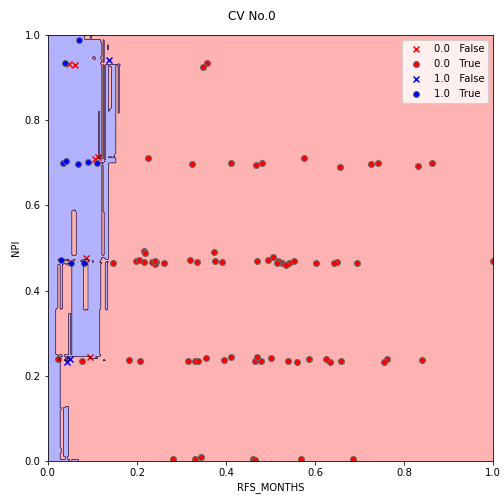 CV No.0
1.0
0.8
0.6
0.4
0.2
0.0
NPI
0.0 False
0.0 True
1.0 False
1.0 True
0.0 0.2 0.4 0.6 0.8 1.0
RFS_MONTHS